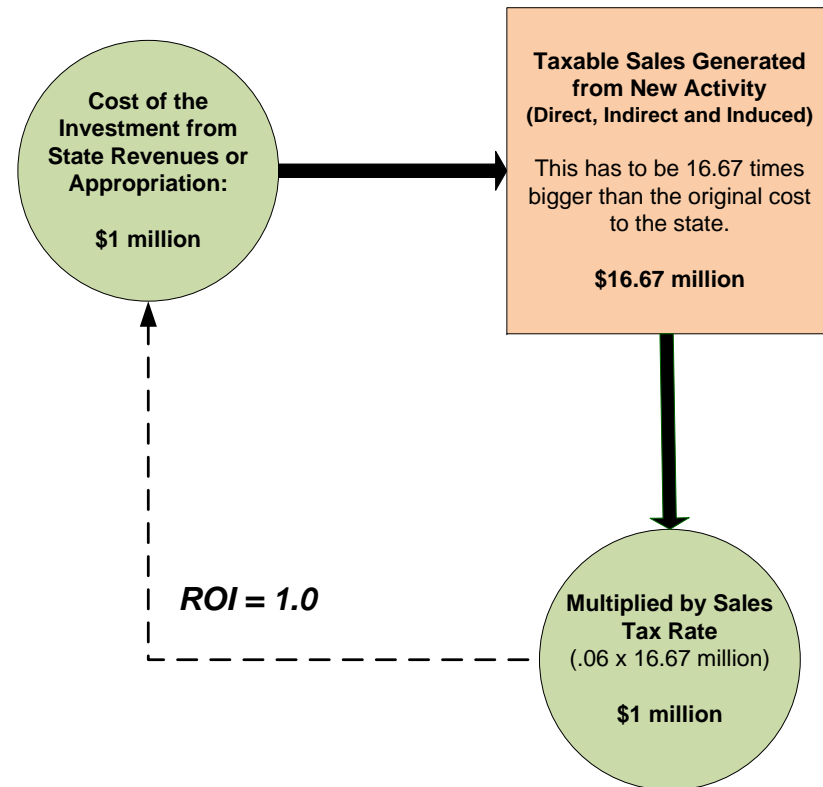 Cost of the
Investment from
State Revenues or
Appropriation:
$1 million
Taxable Sales Generated
from New Activity
(Direct, Indirect and Induced)
This has to be 16.67 times
bigger than the original cost
to the state.
$16.67 million
Multiplied by Sales
Tax Rate
(.06 x 16.67 million)
$1 million
ROI = 1.0